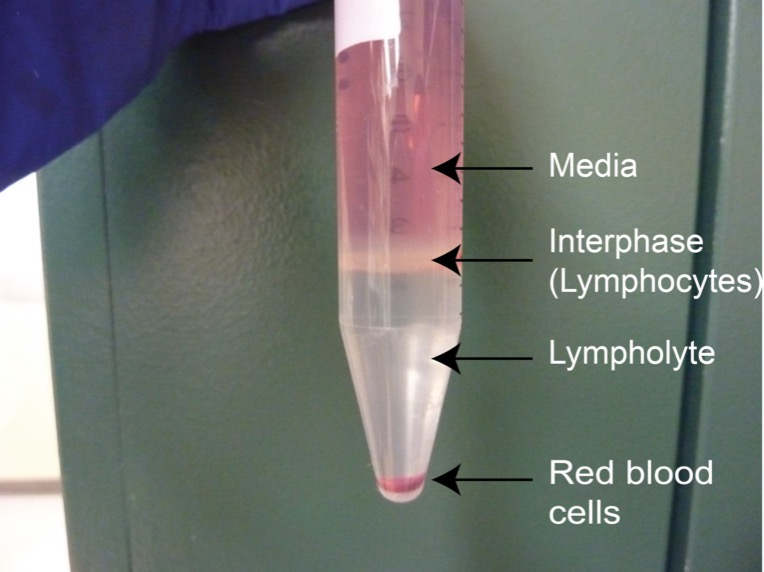 Media
Interphase
(Lymphocytes)
Lympholyte
Red blood
cells